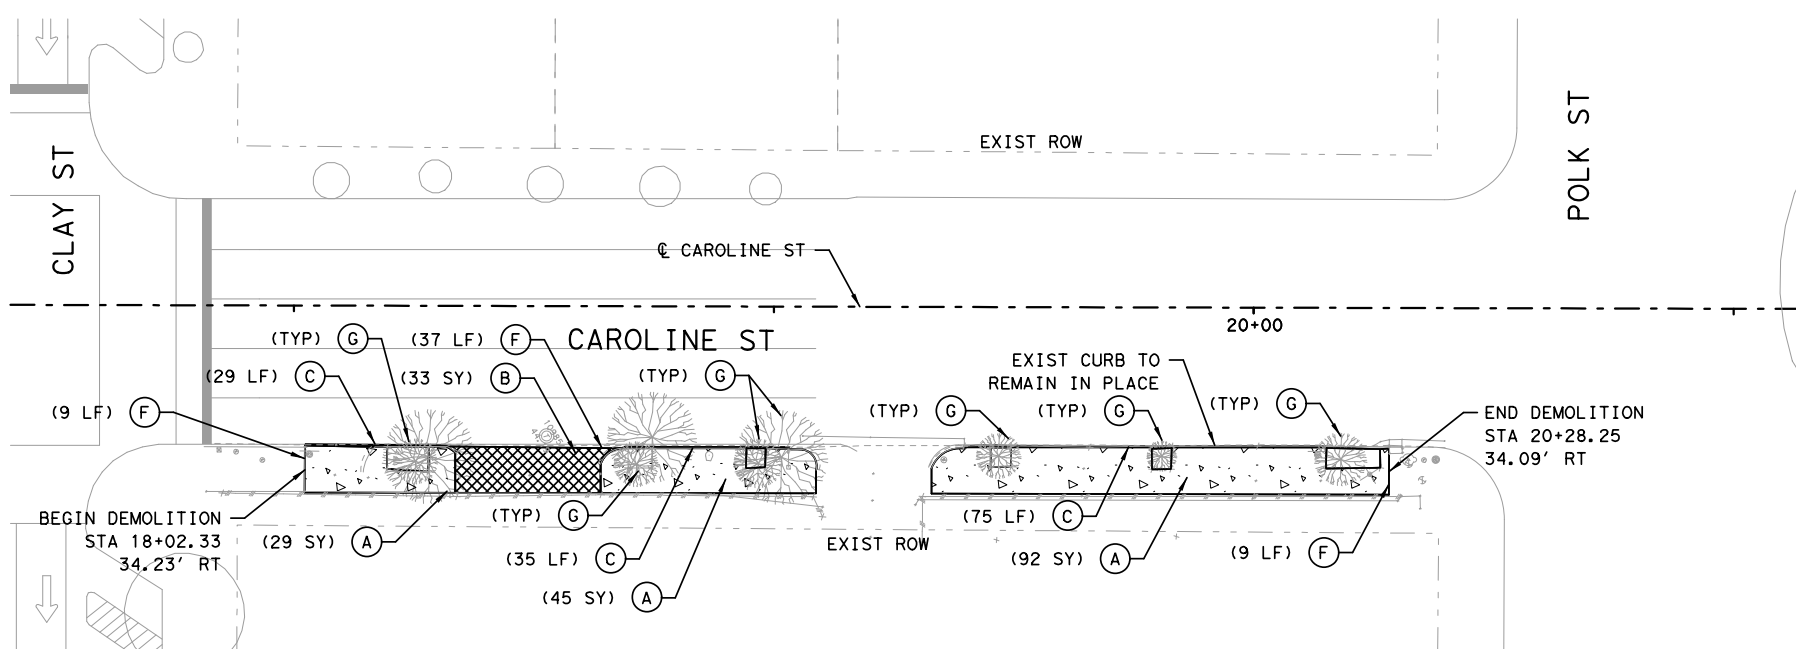 EXIST ROW
CLAY ST
POLK ST
℄ CAROLINE ST
20+00
(TYP) G
(37 LF) F
CAROLINE ST
EXIST CURB TO
REMAIN IN PLACE
(29 LF) C
(33 SY) B
(TYP) G
(9 LF) F
(TYP) G
(TYP) G
(TYP) G
END DEMOLITION
STA 20+28.25
34.09' RT
BEGIN DEMOLITION
STA 18+02.33
34.23' RT
(TYP) G
(75 LF) C
(29 SY) A
EXIST ROW
(35 LF) C
(92 SY) A
(9 LF) F
(45 SY) A